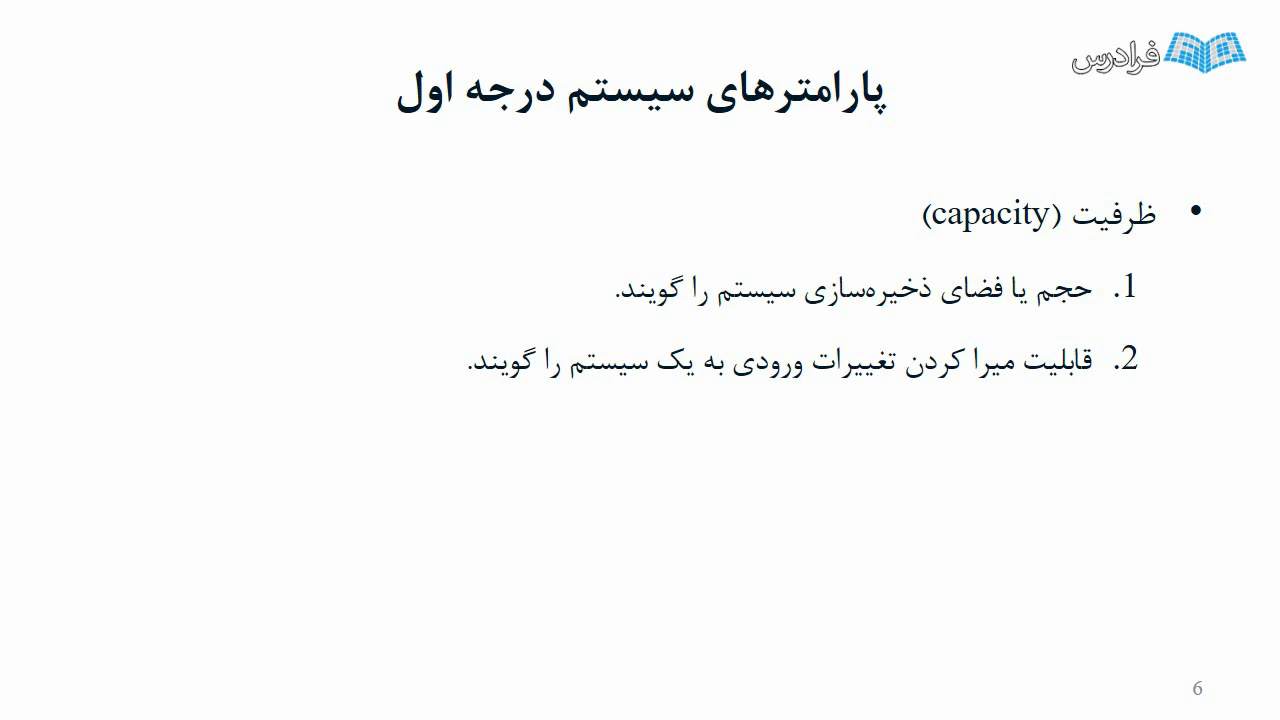 فرادرس
پارامترهای سیستم درجه اول
• ظرفیت (capacity)
1. حجم یا فضای ذخیره‌سازی سیستم را گویند.
2. قابلیت میرا کردن تغییرات ورودی به یک سیستم را گویند.
6